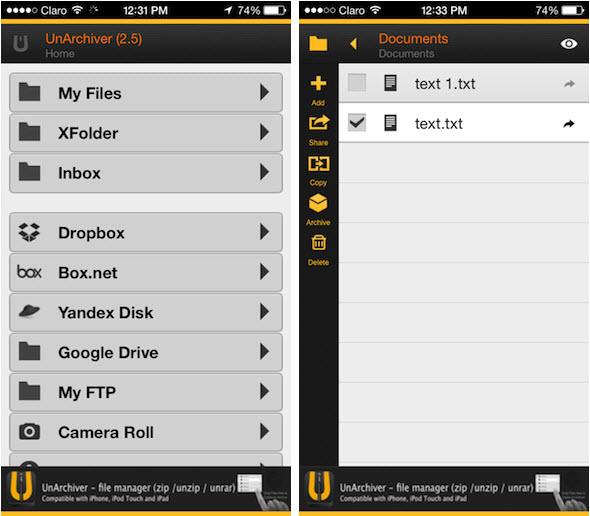 Claro 12:31 PM 74%
UnArchiver (2.5)
Home
My Files
XFolder
Inbox
Dropbox
box Box.net
Yandex Disk
Google Drive
My FTP
Camera Roll
UnArchiver - file manager (zip /unzip / unrar)
Compatible with iPhone, iPod Touch and iPad
Claro 12:33 PM 74%
Documents
Documents
text 1.txt
text.txt
Add
Share
Copy
Archive
Delete
UnArchiver - file manager (zip /unzip / unrar)
Compatible with iPhone, iPod Touch and iPad